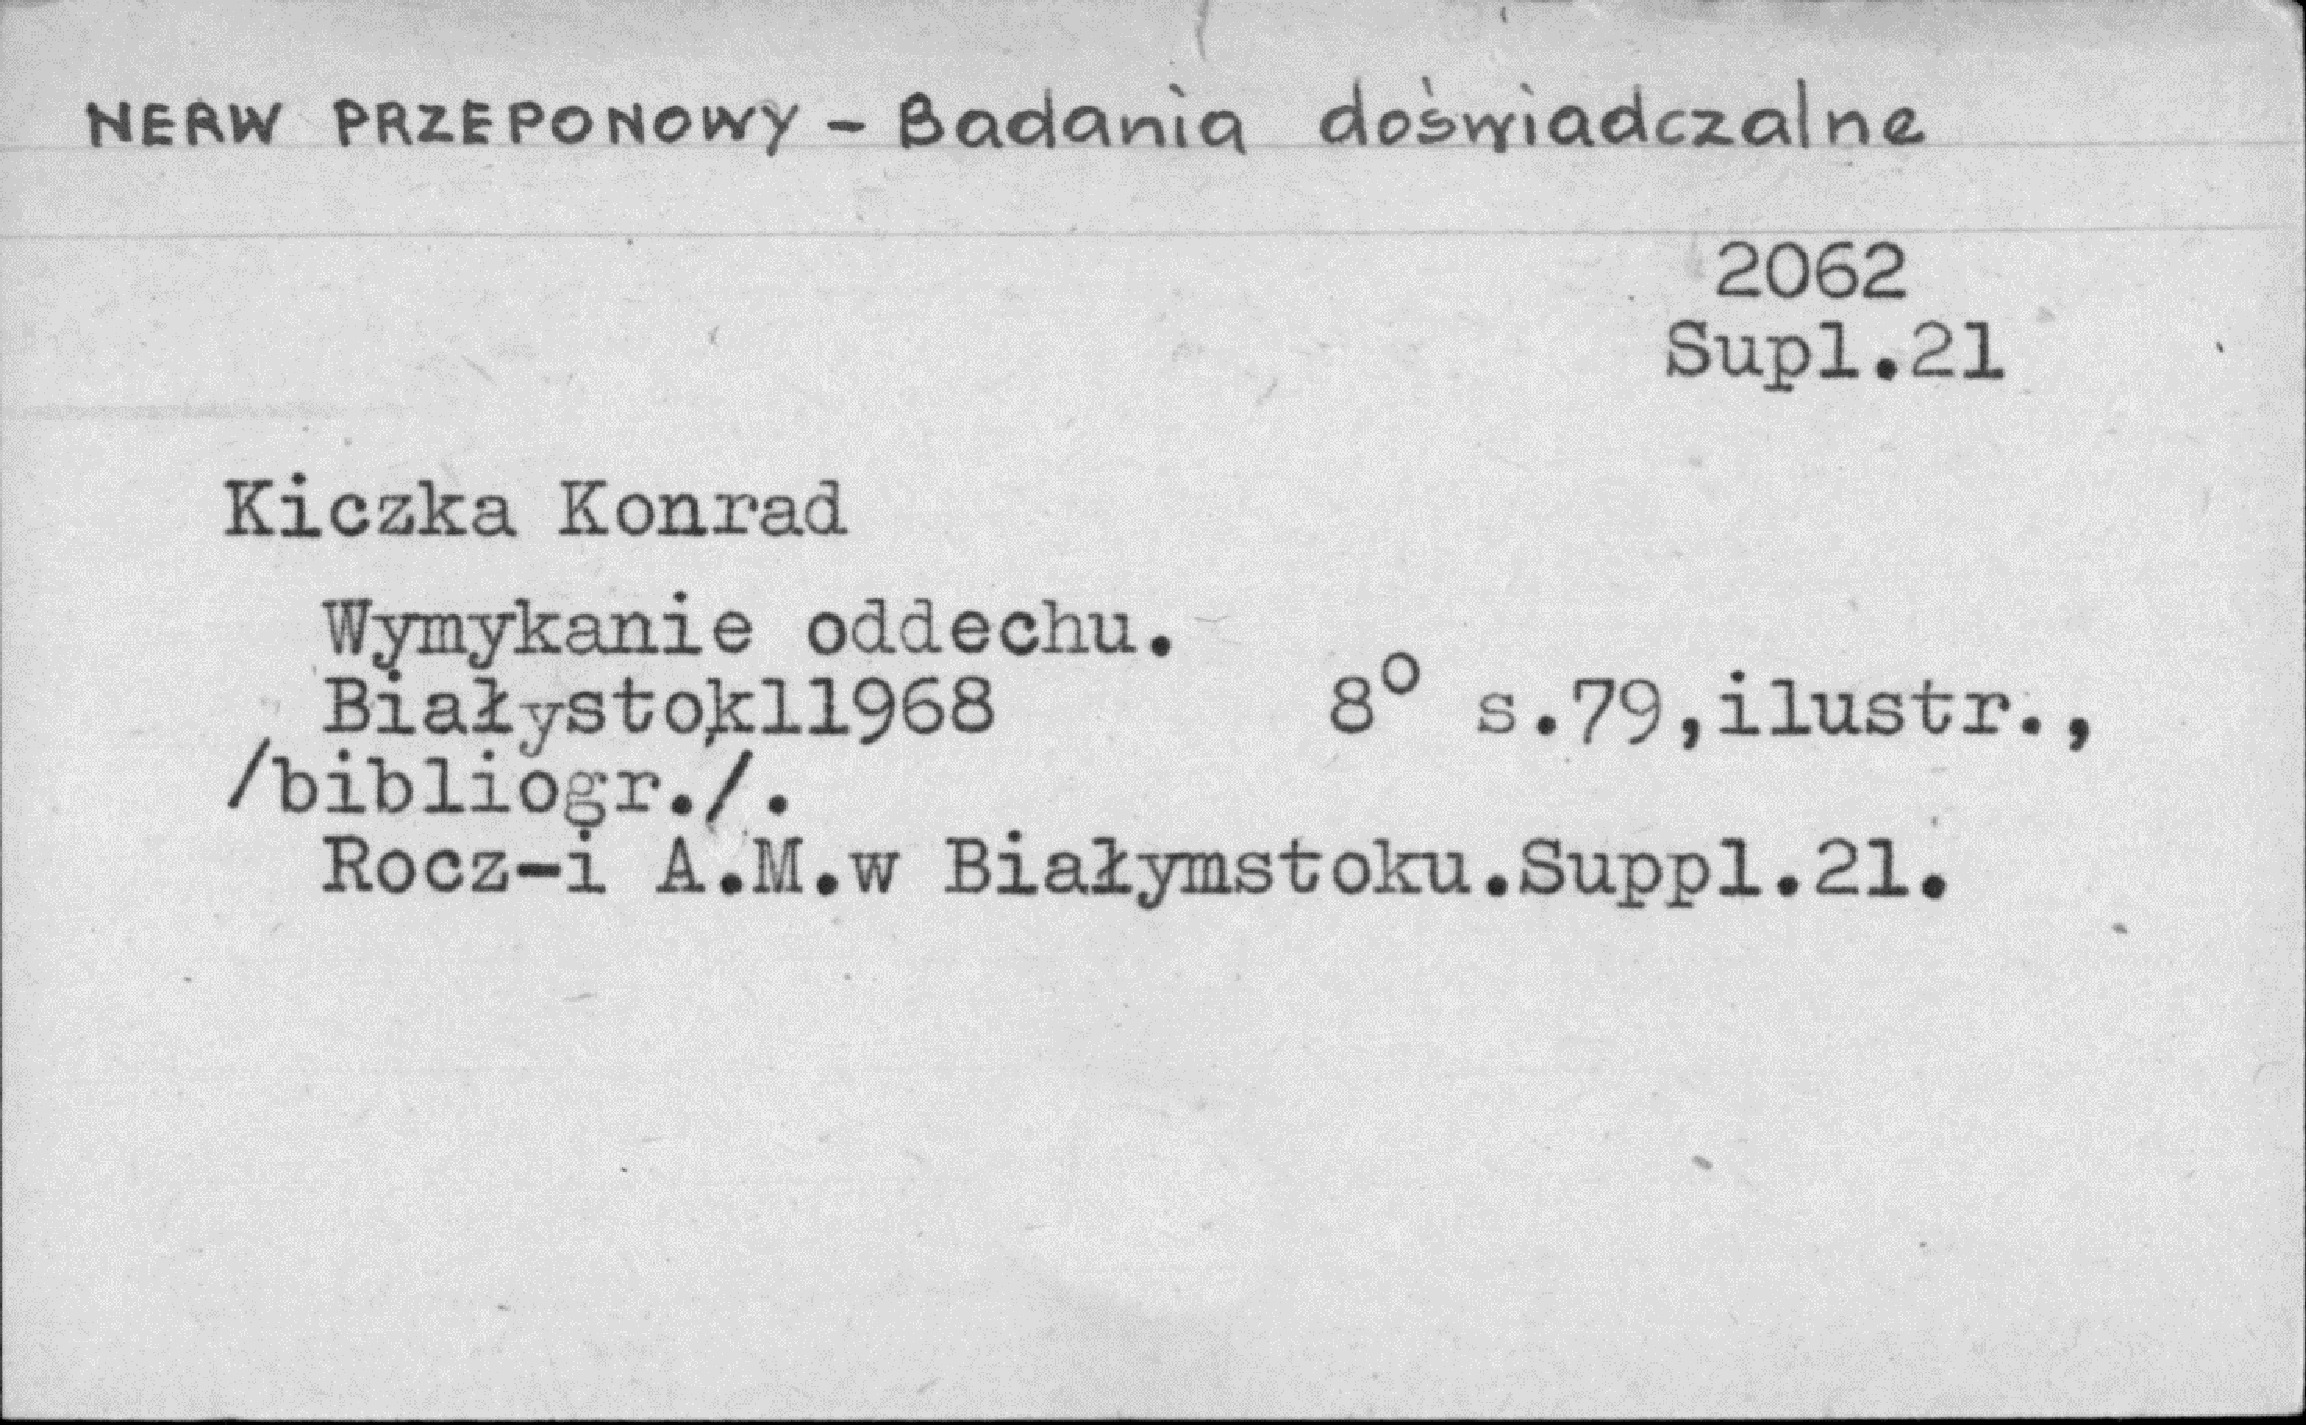 NERW PRZEPONOWY - Badania doświadczalne
2062
Supl.21
Kiczka Konrad
Wymykanie oddechu.
Białystok11968 8° s.79,ilustr.,
/bibliogr./.
Rocz-i A.M.w Białymstoku.Suppl.21.